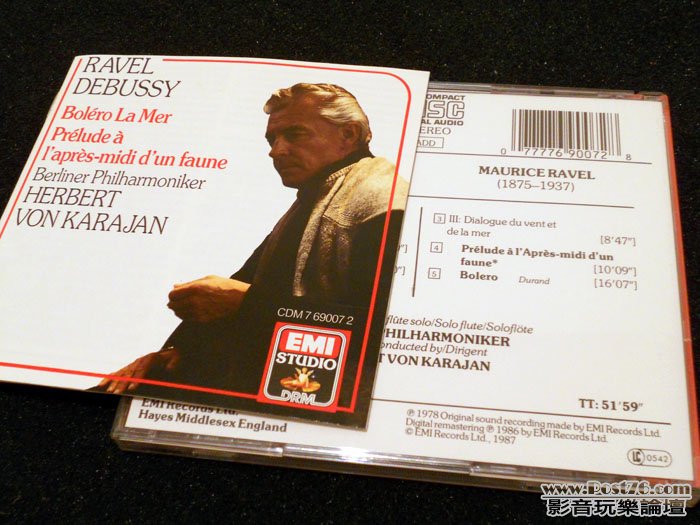 RAVEL
DEBUSSY
Boléro La Mer
Prélude à
l'après-midi d'un faune
Berliner Philharmoniker
HERBERT
VON KARAJAN
CDM 7 69007 2
EMI
STUDIO
DRM
COMPACT
DISC
DIGITAL AUDIO
STEREO
ADD
0 77776 90072 8
MAURICE RAVEL
(1875–1937)
3 III: Dialogue du vent et
de la mer [8'47"]
4 Prélude à l'Après-midi d'un
faune* [10'09"]
5 Bolero Durand [16'07"]
flûte solo/Solo flute/Soloflöte
PHILHARMONIKER
conducted by/Dirigent
VON KARAJAN
TT: 51'59"
EMI Records Ltd.
Hayes Middlesex England
℗ 1978 Original sound recording made by EMI Records Ltd.
Digital remastering ℗ 1986 by EMI Records Ltd.
© EMI Records Ltd., 1987
LC 0542
www.Post76.com
影音玩樂論壇